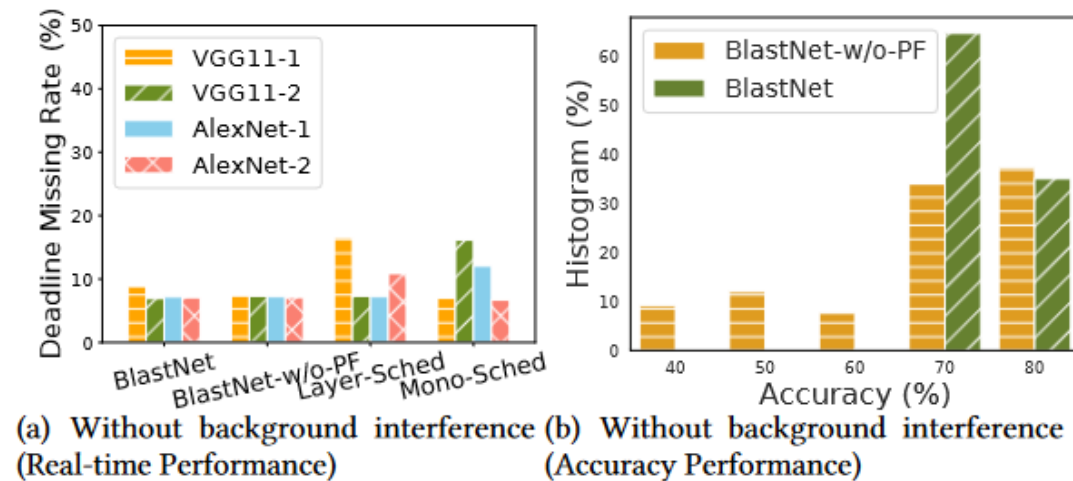 50
40
30
20
10
0
Deadline Missing Rate (%)
VGG11-1
VGG11-2
AlexNet-1
AlexNet-2
BlastNet
BlastNet-w/o-PF
Layer-Sched
Mono-Sched
(a) Without background interference
(Real-time Performance)
60
50
40
30
20
10
0
Histogram (%)
BlastNet-w/o-PF
BlastNet
40 50 60 70 80
Accuracy (%)
(b) Without background interference
(Accuracy Performance)